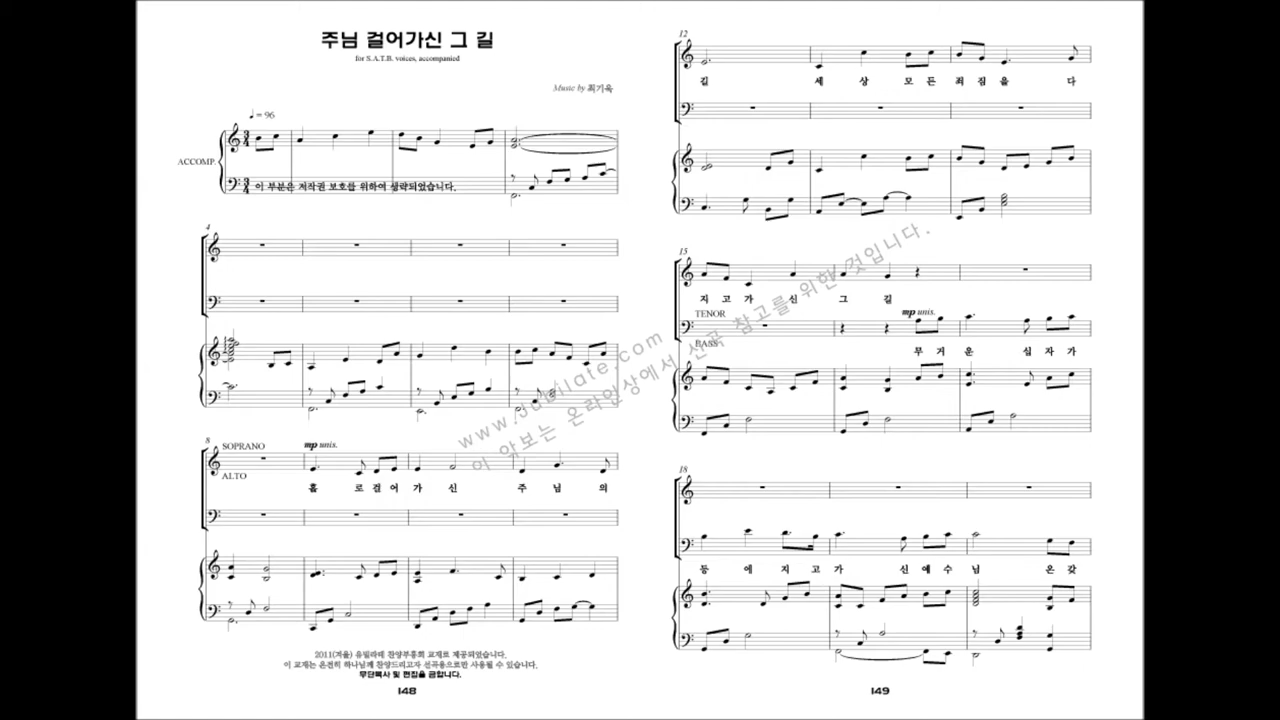 주님 걸어가신 그 길
for S.A.T.B. voices, accompanied
Music by 최기욱
♩ = 96
ACCOMP.
이 부분은 저작권 보호를 위하여 생략되었습니다.
4
8
SOPRANO
mp unis.
ALTO
홀 로 걸 어 가 신 주 님 의
2011(겨울) 유빌라테 찬양부흥회 교재로 제공되었습니다.
이 교재는 온전히 하나님께 찬양드리고자 선곡용으로만 사용될 수 있습니다.
무단복사 및 편집을 금합니다.
148
12
길 세 상 모 든 죄 짐 을 다
15
지 고 가 신 그 길
TENOR
mp unis.
BASS
무 거 운 십 자 가
18
등 에 지 고 가 신 예 수 님 온 갖
149
www.jubilate.com
이 악보는 온라인상에서 선곡 참고를 위한 것입니다.